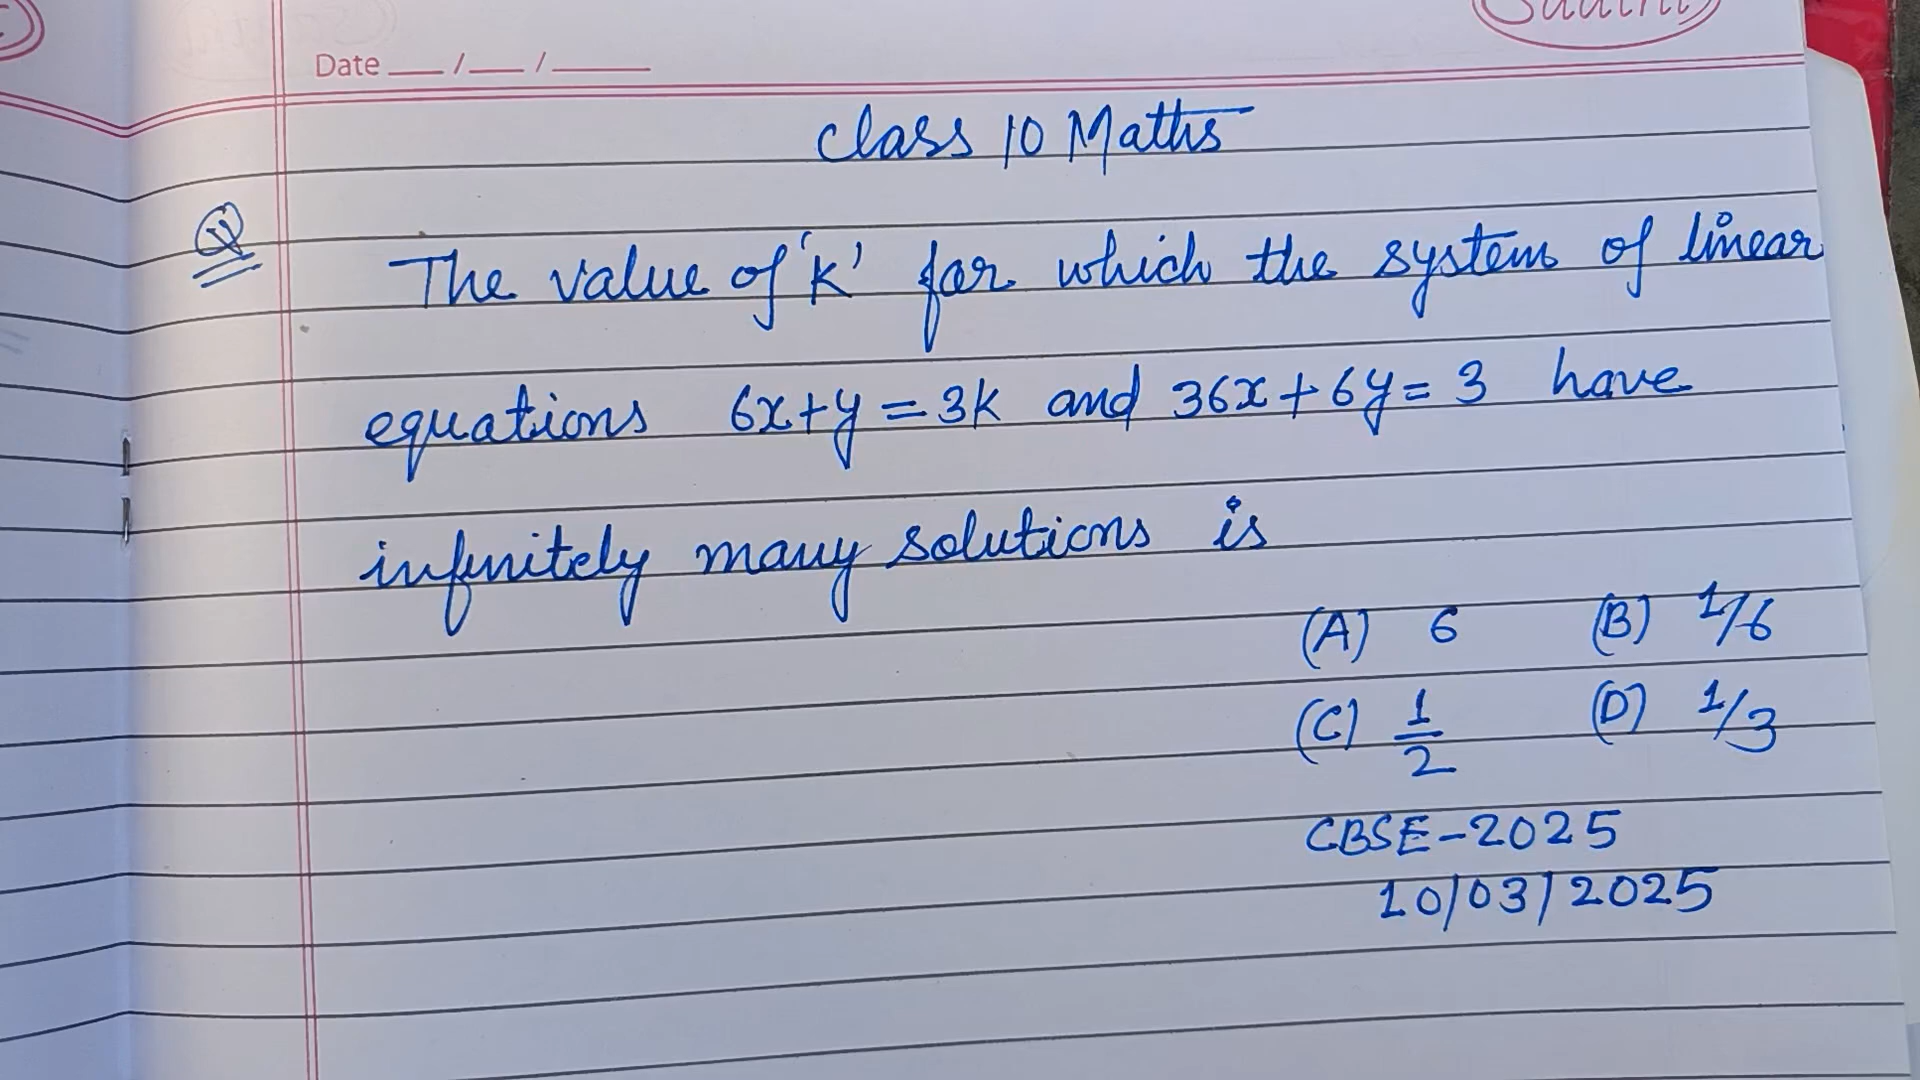 Date __/__/____
Class 10 Maths
Q
The value of 'K' for which the system of linear
equations 6x+y=3K and 36x+6y=3 have
infinitely many solutions is
(A) 6 (B) 1/6
(C) 1/2 (D) 1/3
CBSE-2025
10/03/2025